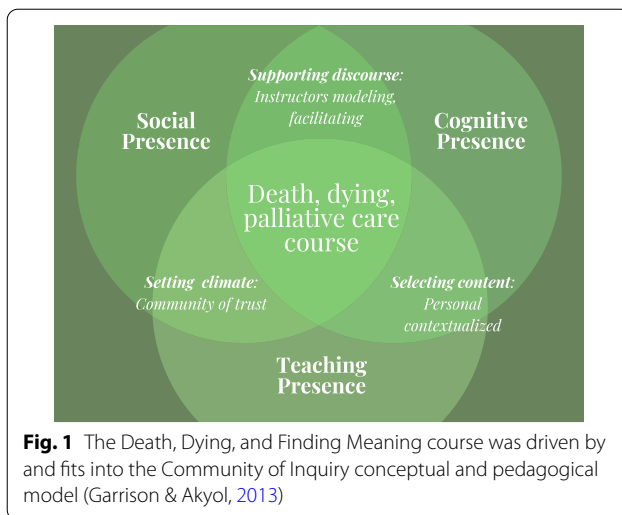 Supporting discourse:
Instructors modeling,
facilitating
Social
Presence
Cognitive
Presence
Death, dying,
palliative care
course
Setting climate:
Community of trust
Selecting content:
Personal
contextualized
Teaching
Presence
Fig. 1 The Death, Dying, and Finding Meaning course was driven by
and fits into the Community of Inquiry conceptual and pedagogical
model (Garrison & Akyol, 2013)